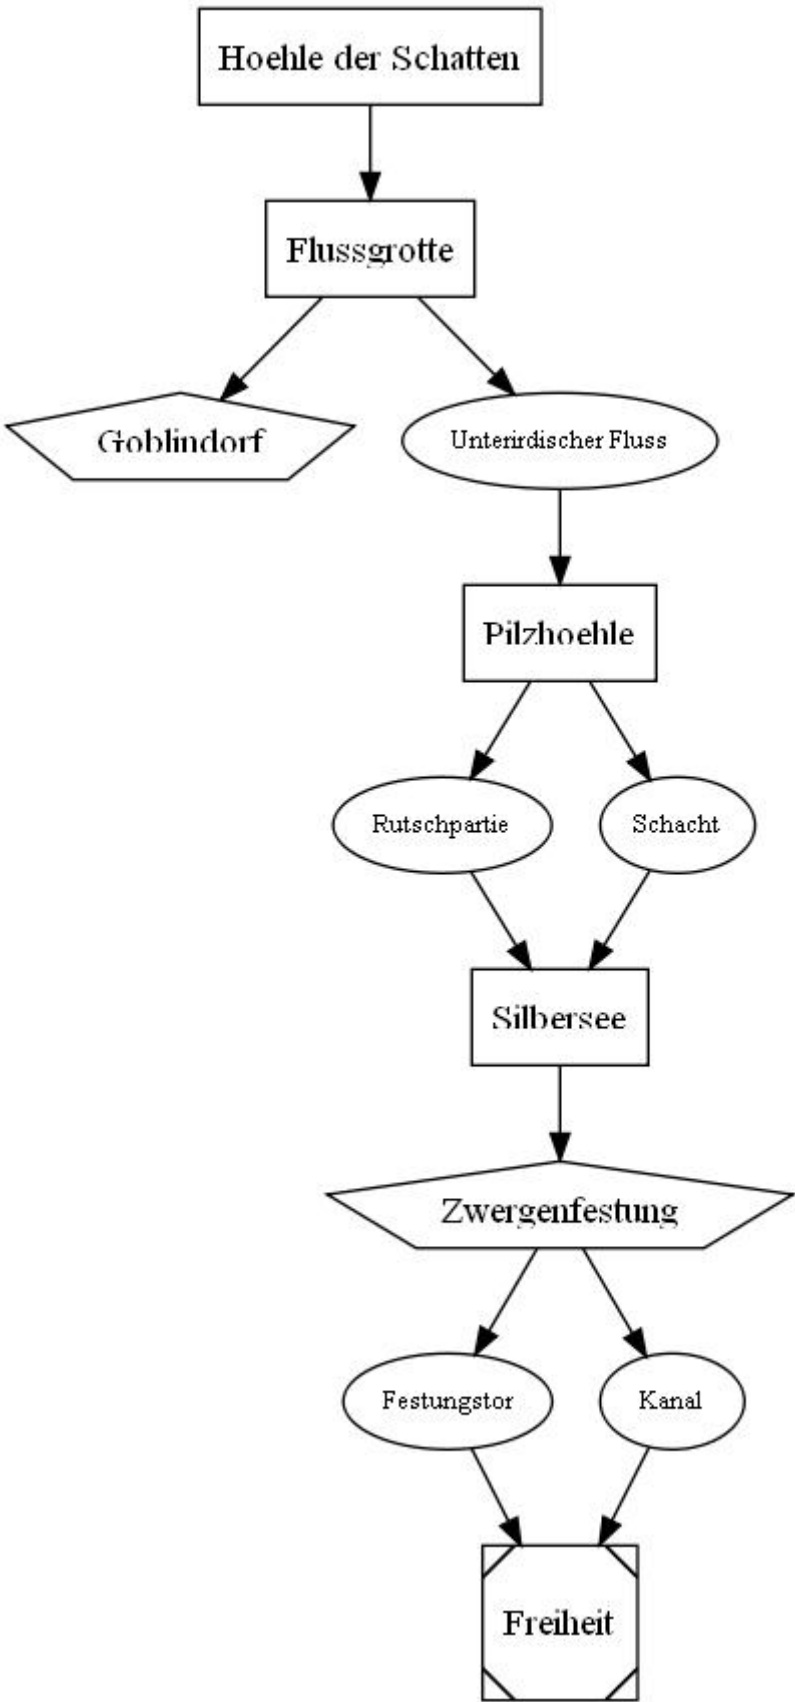 Hoehle der Schatten
Flussgrotte
Goblindorf
Unterirdischer Fluss
Pilzhoehle
Rutschpartie
Schacht
Silbersee
Zwergenfestung
Festungstor
Kanal
Freiheit